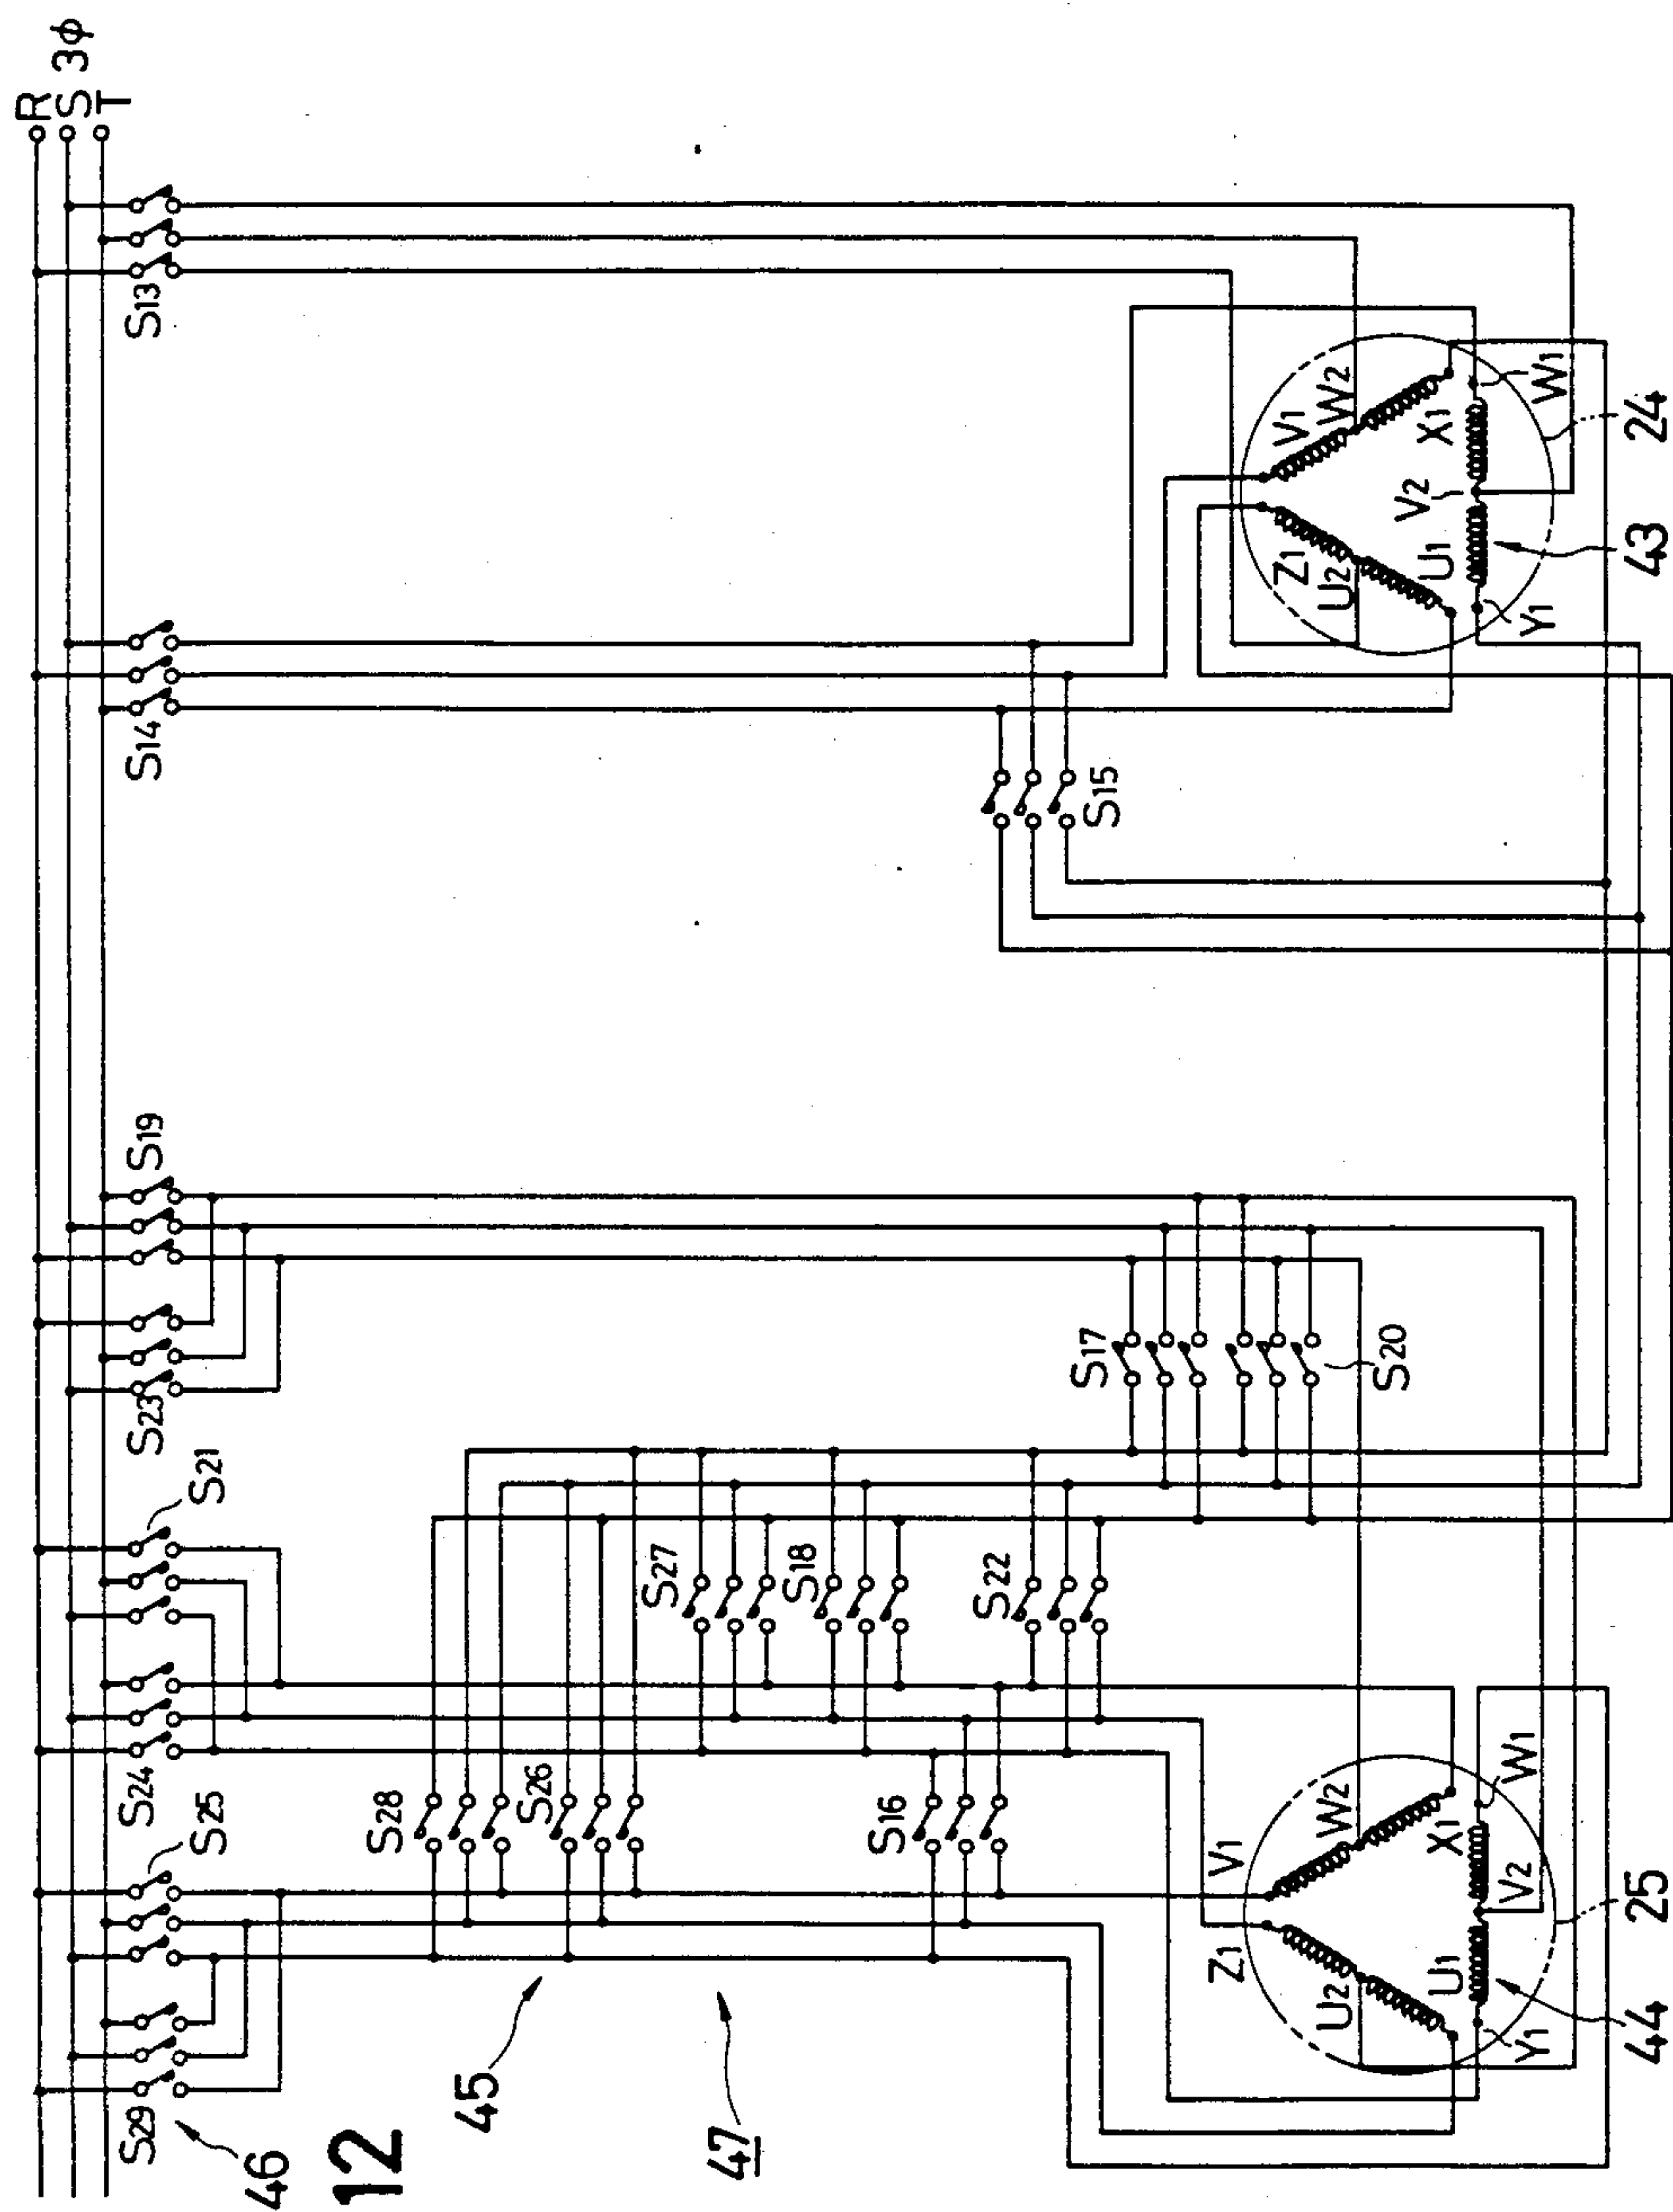 R
S 3φ
T
S13
S14
S19
S23
S21
S24
S25
S29
46
12
45
47
S28
S26
S27
S18
S22
S16
S17
S20
S15
V1
W2
Z1
U2
X1
V2
U1
W1
Y1
24
43
V1
W2
Z1
U2
X1
V2
U1
W1
Y1
25
44